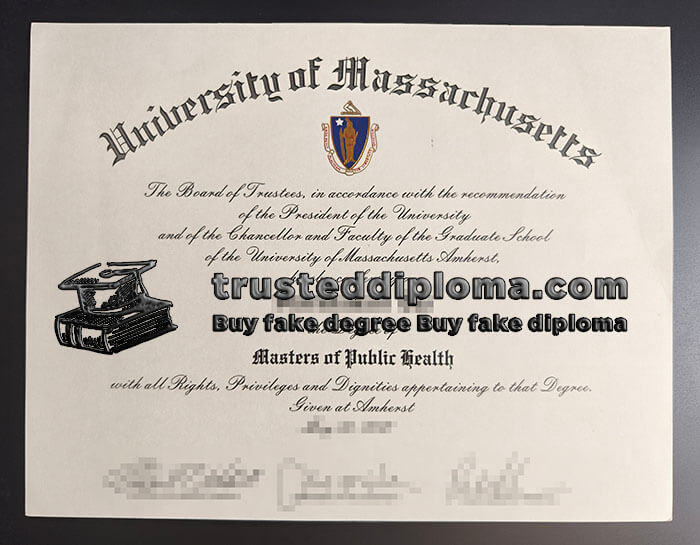 University of Massachusetts
The Board of Trustees, in accordance with the recommendation
of the President of the University
and of the Chancellor and Faculty of the Graduate School
of the University of Massachusetts Amherst,
trusteddiploma.com
Buy fake degree Buy fake diploma
Masters of Public Health
with all Rights, Privileges and Dignities appertaining to that Degree.
Given at Amherst